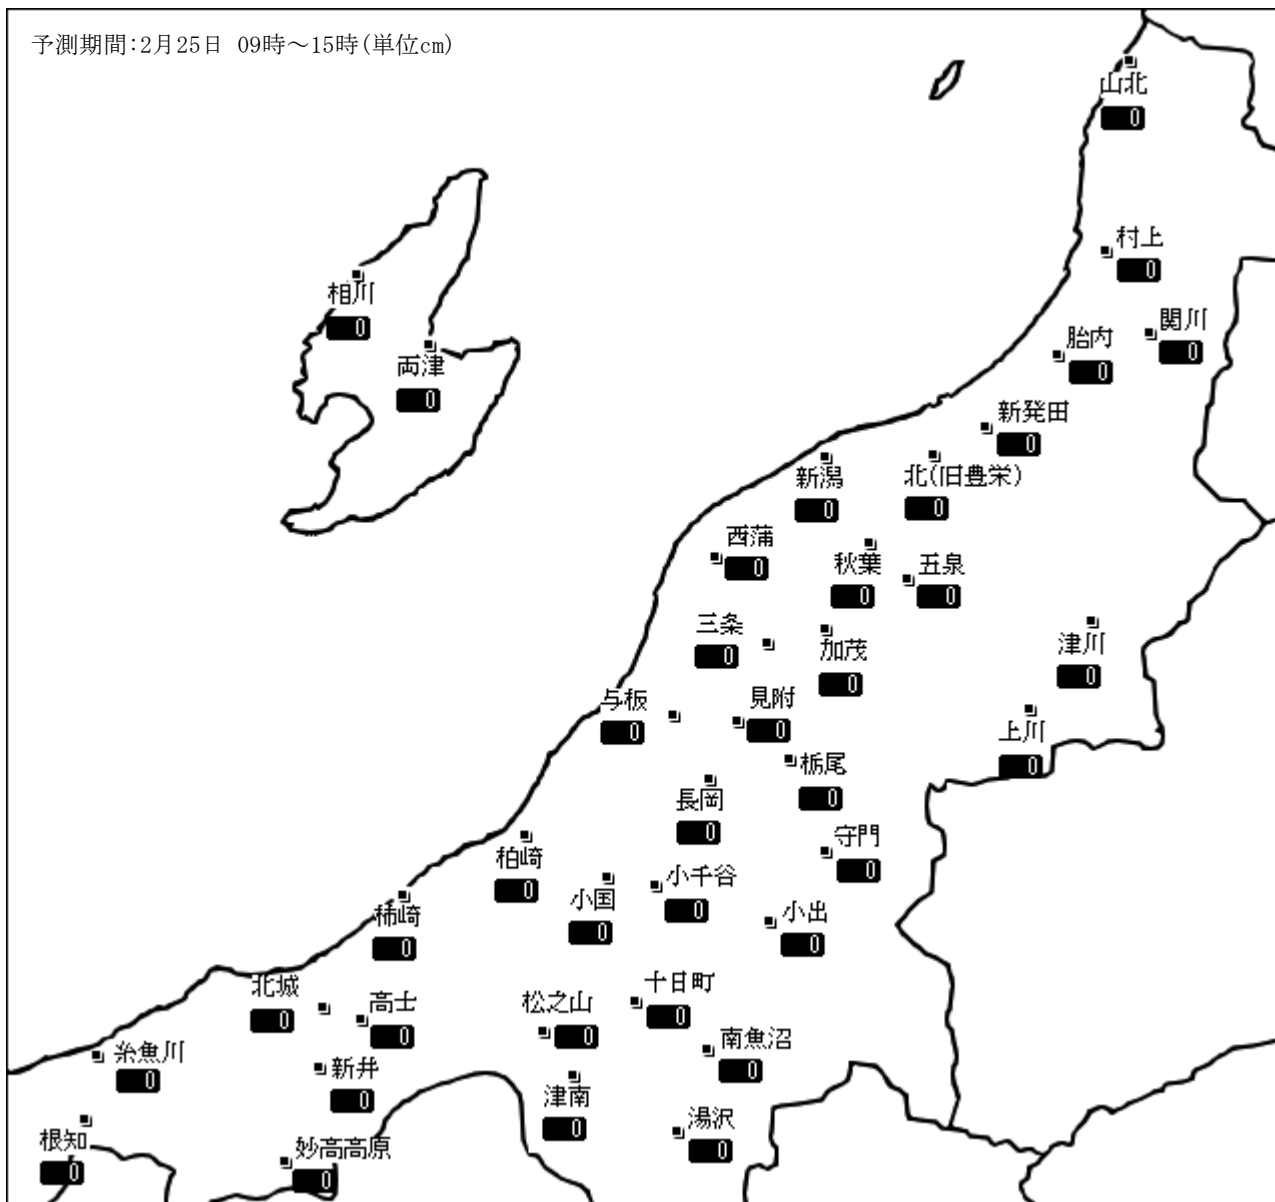 予測期間:2月25日 09時～15時(単位cm)
山北
0
村上
0
相川
0
関川
0
胎内
0
両津
0
新発田
0
新潟
0
北(旧豊栄)
0
西蒲
0
秋葉
0
五泉
0
三条
0
加茂
0
津川
0
与板
0
見附
0
上川
0
栃尾
0
長岡
0
守門
0
柏崎
0
小千谷
0
小国
0
小出
0
柿崎
0
北城
0
高士
0
松之山
0
十日町
0
南魚沼
0
糸魚川
0
新井
0
津南
0
湯沢
0
根知
0
妙高高原
0